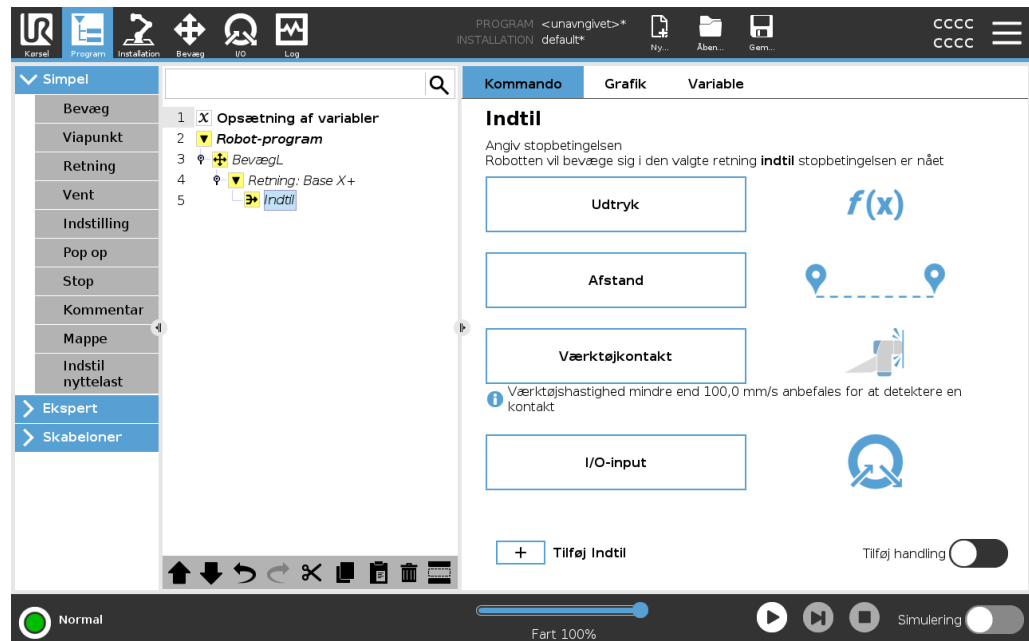 PROGRAM <unavngivet>*
INSTALLATION default*
cccc
cccc
Kørsel
Program
Installation
Bevæg
I/O
Log
Ny...
Åben...
Gem...
Simpel
Bevæg
Viapunkt
Retning
Vent
Indstilling
Pop op
Stop
Kommentar
Mappe
Indstil
nyttelast
Ekspert
Skabeloner
1 X Opsætning af variabler
2 Robot-program
3 BevægL
4 Retning: Base X+
5 Indtil
Kommando Grafik Variable
Indtil
Angiv stopbetingelsen
Robotten vil bevæge sig i den valgte retning indtil stopbetingelsen er nået
Udtryk
f(x)
Afstand
Værktøjkontakt
Værktøjshastighed mindre end 100,0 mm/s anbefales for at detektere en
kontakt
I/O-input
+ Tilføj Indtil
Tilføj handling
Normal
Fart 100%
Simulering